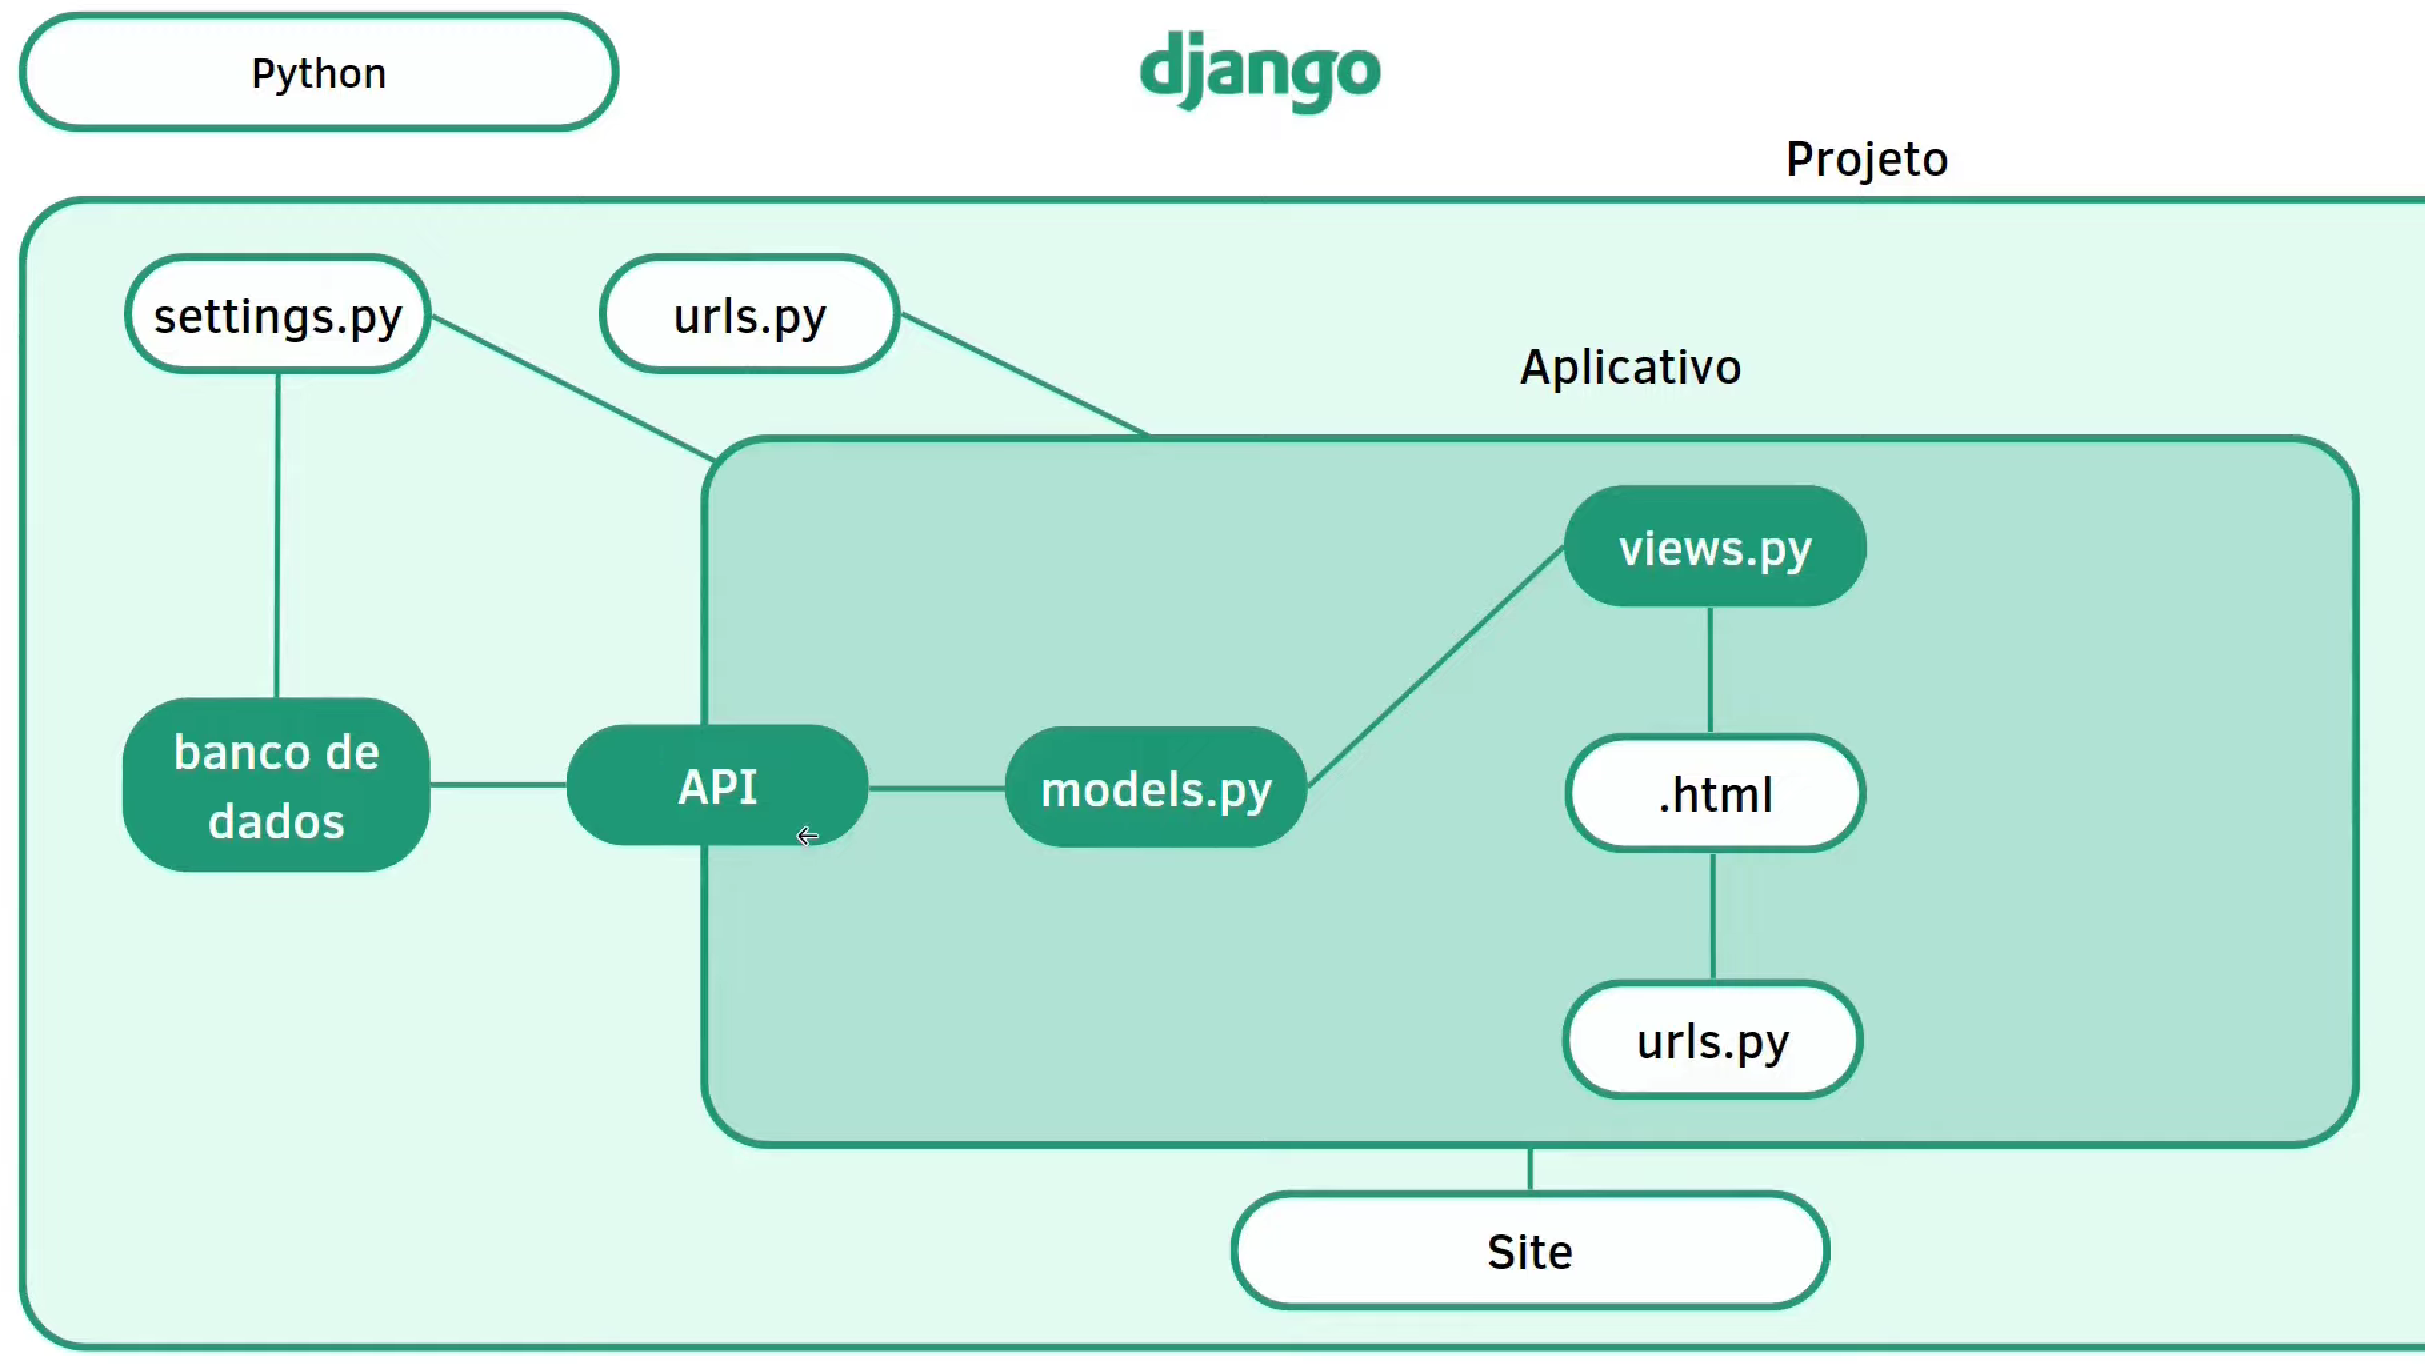 Python
django
Projeto
settings.py
urls.py
Aplicativo
views.py
banco de
dados
API
models.py
.html
urls.py
Site